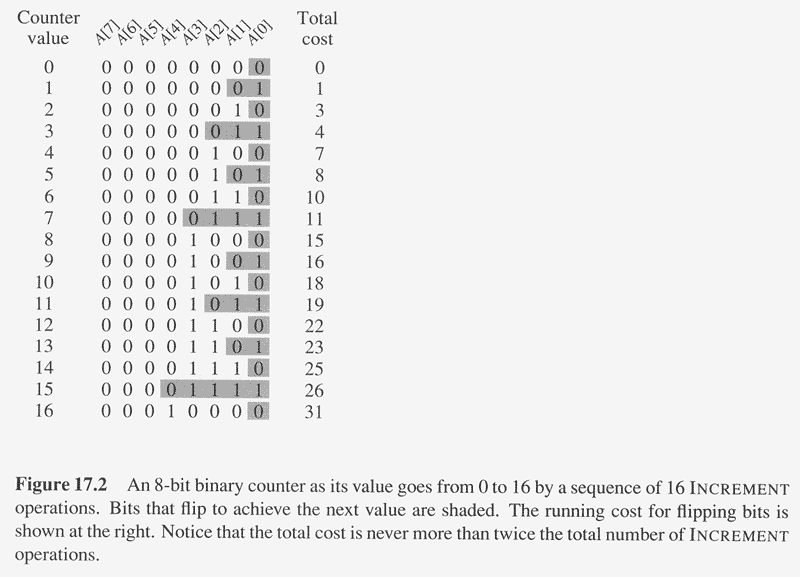 Counter Total
value A[7] A[6] A[5] A[4] A[3] A[2] A[1] A[0] cost
0 0 0 0 0 0 0 0 0 0
1 0 0 0 0 0 0 0 1 1
2 0 0 0 0 0 0 1 0 3
3 0 0 0 0 0 0 1 1 4
4 0 0 0 0 0 1 0 0 7
5 0 0 0 0 0 1 0 1 8
6 0 0 0 0 0 1 1 0 10
7 0 0 0 0 0 1 1 1 11
8 0 0 0 0 1 0 0 0 15
9 0 0 0 0 1 0 0 1 16
10 0 0 0 0 1 0 1 0 18
11 0 0 0 0 1 0 1 1 19
12 0 0 0 0 1 1 0 0 22
13 0 0 0 0 1 1 0 1 23
14 0 0 0 0 1 1 1 0 25
15 0 0 0 0 1 1 1 1 26
16 0 0 0 1 0 0 0 0 31
Figure 17.2 An 8-bit binary counter as its value goes from 0 to 16 by a sequence of 16 INCREMENT
operations. Bits that flip to achieve the next value are shaded. The running cost for flipping bits is
shown at the right. Notice that the total cost is never more than twice the total number of INCREMENT
operations.